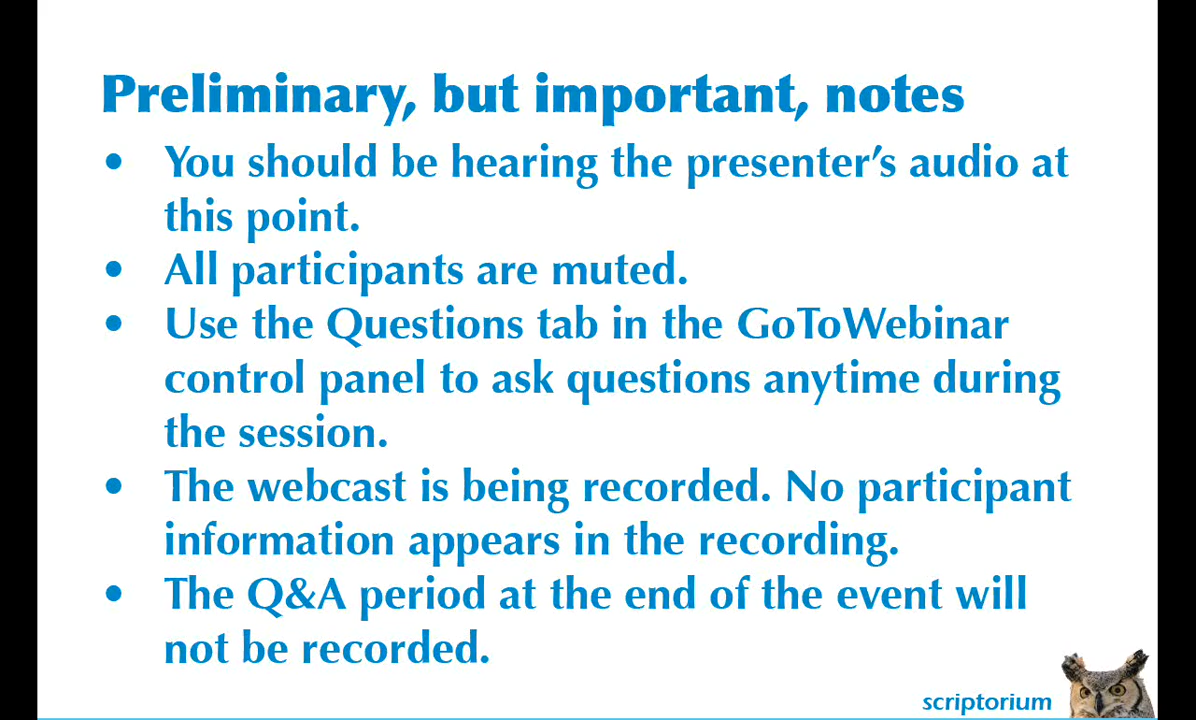 Preliminary, but important, notes
• You should be hearing the presenter’s audio at
this point.
• All participants are muted.
• Use the Questions tab in the GoToWebinar
control panel to ask questions anytime during
the session.
• The webcast is being recorded. No participant
information appears in the recording.
• The Q&A period at the end of the event will
not be recorded.
scriptorium